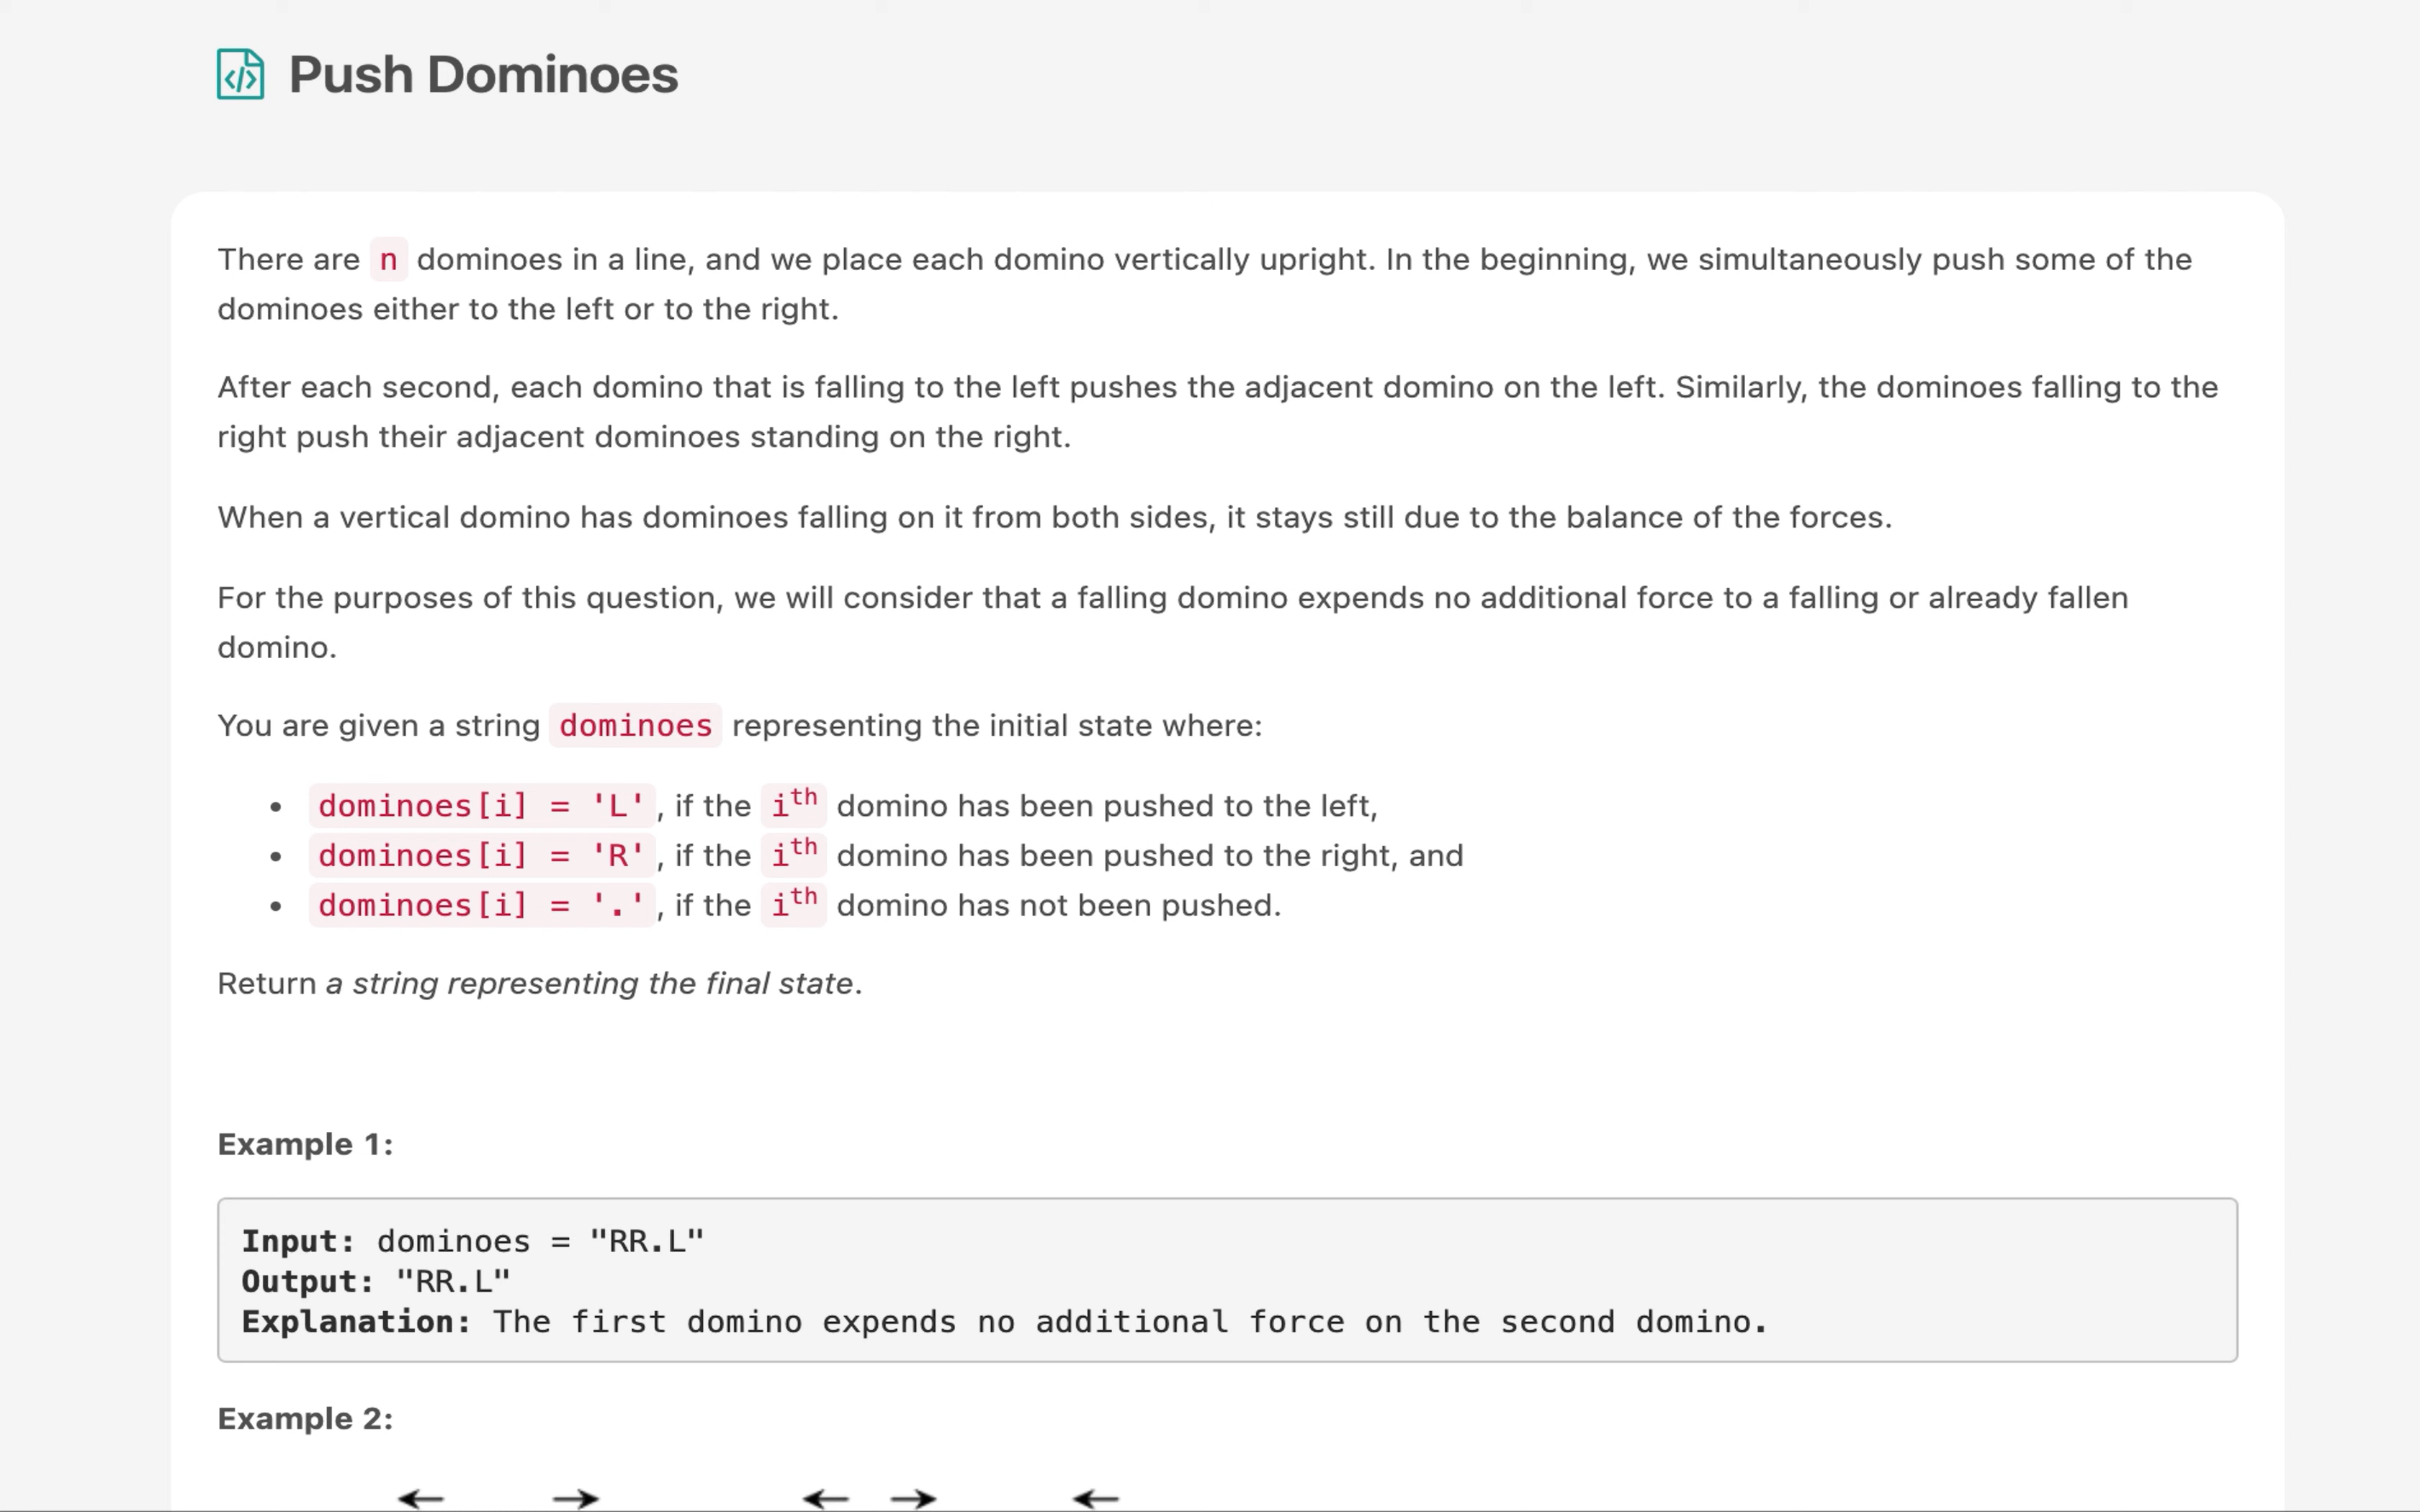 Push Dominoes
There are n dominoes in a line, and we place each domino vertically upright. In the beginning, we simultaneously push some of the
dominoes either to the left or to the right.
After each second, each domino that is falling to the left pushes the adjacent domino on the left. Similarly, the dominoes falling to the
right push their adjacent dominoes standing on the right.
When a vertical domino has dominoes falling on it from both sides, it stays still due to the balance of the forces.
For the purposes of this question, we will consider that a falling domino expends no additional force to a falling or already fallen
domino.
You are given a string dominoes representing the initial state where:
• dominoes[i] = 'L', if the iᵗʰ domino has been pushed to the left,
• dominoes[i] = 'R', if the iᵗʰ domino has been pushed to the right, and
• dominoes[i] = '.', if the iᵗʰ domino has not been pushed.
Return a string representing the final state.
Example 1:
Input: dominoes = "RR.L"
Output: "RR.L"
Explanation: The first domino expends no additional force on the second domino.
Example 2: